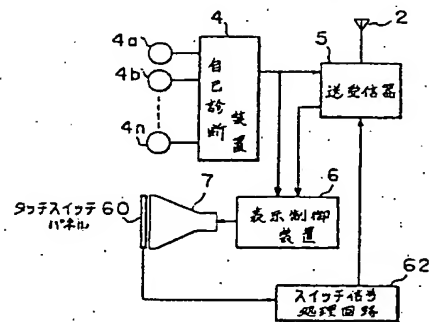 4a
4b
4n
4
自己診断装置
5
送受信器
2
6
表示制御装置
7
タッチスイッチ
パネル
60
62
スイッチ信号
処理回路